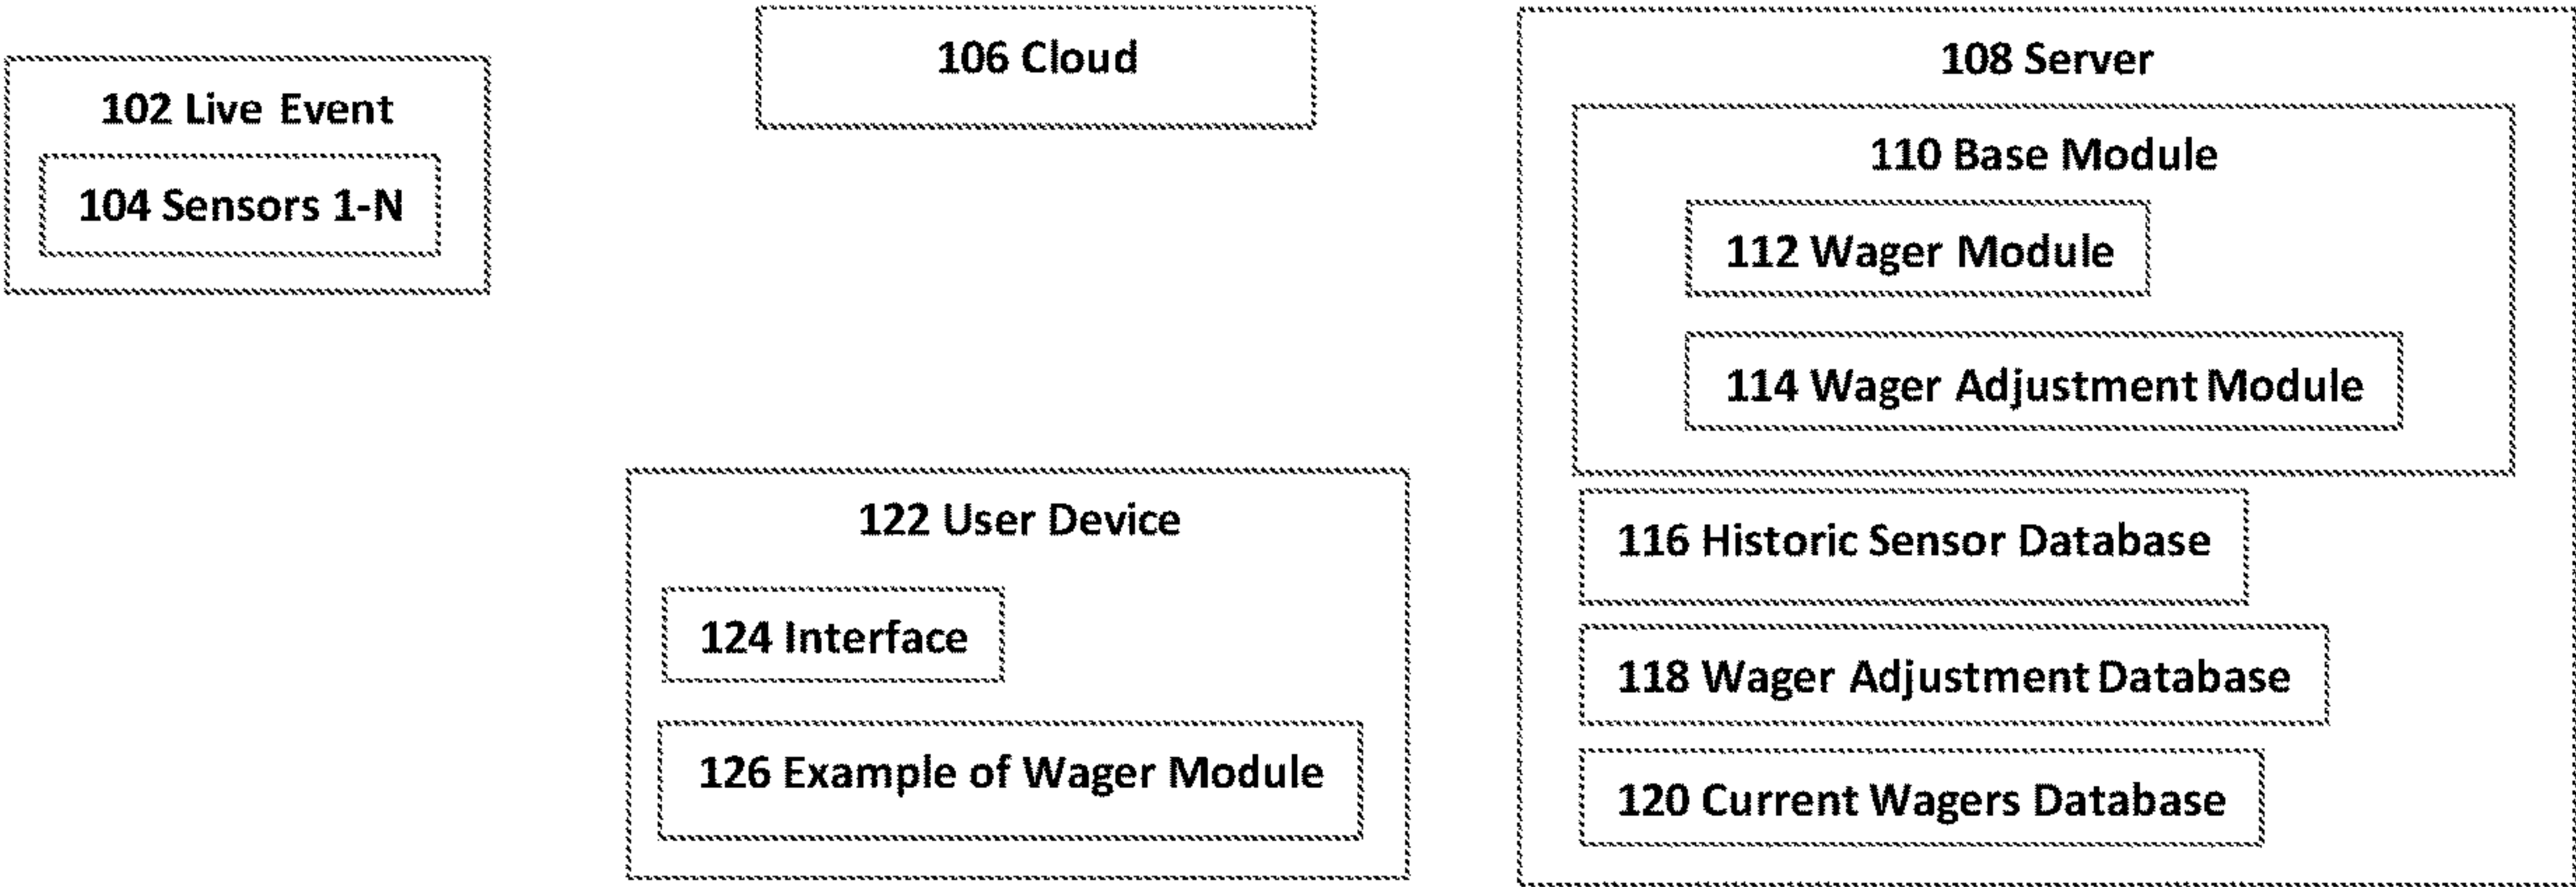 102 Live Event
104 Sensors 1-N
106 Cloud
108 Server
110 Base Module
112 Wager Module
114 Wager Adjustment Module
116 Historic Sensor Database
118 Wager Adjustment Database
120 Current Wagers Database
122 User Device
124 Interface
126 Example of Wager Module